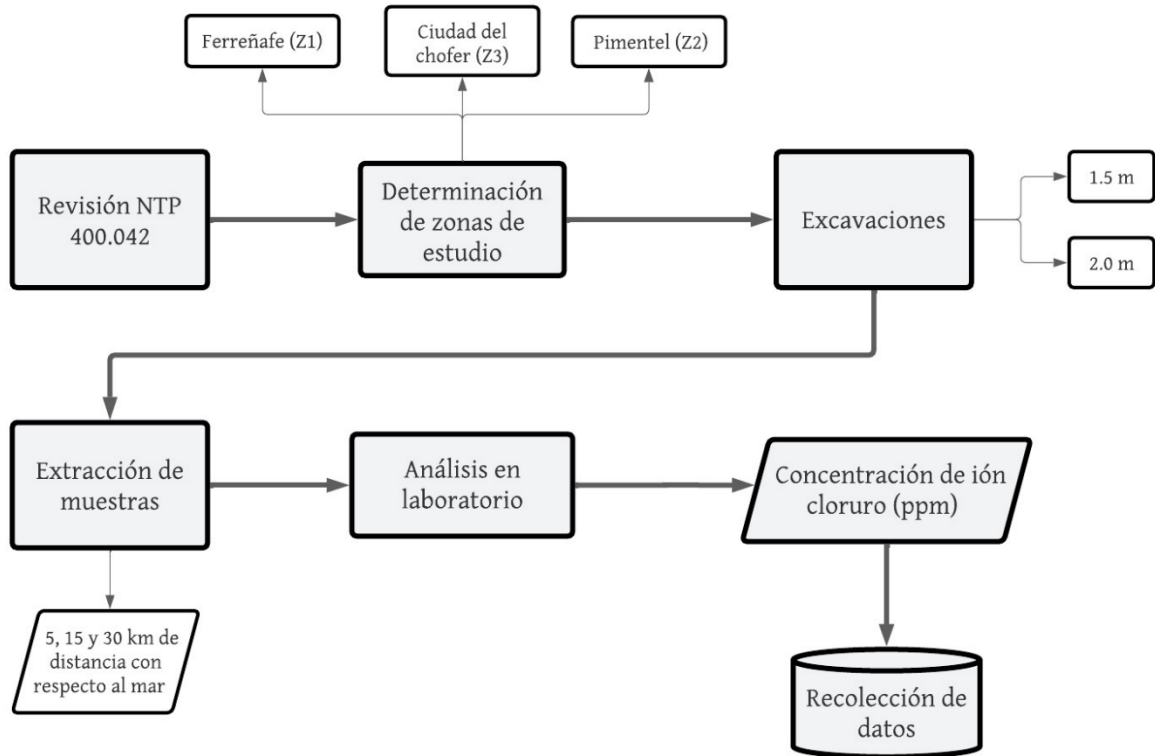 Ferreñafe (Z1)
Ciudad del
chofer (Z3)
Pimentel (Z2)
Revisión NTP
400.042
Determinación
de zonas de
estudio
Excavaciones
1.5 m
2.0 m
Extracción de
muestras
Análisis en
laboratorio
Concentración de ión
cloruro (ppm)
5, 15 y 30 km de
distancia con
respecto al mar
Recolección de
datos